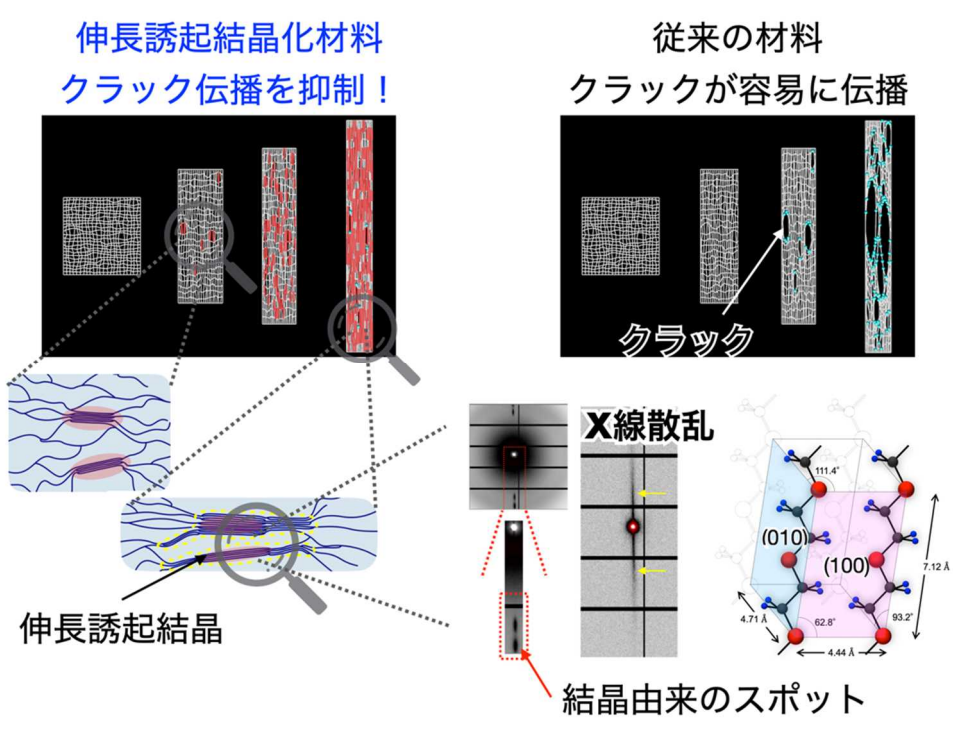 伸長誘起結晶化材料
クラック伝播を抑制！
従来の材料
クラックが容易に伝播
クラック
X線散乱
111.4°
(010)
(100)
7.12 Å
4.71 Å
62.8°
93.2°
4.44 Å
伸長誘起結晶
結晶由来のスポット